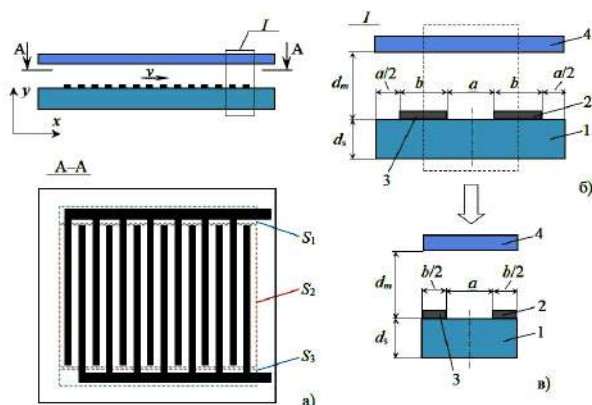 I
I
A
A
v
4
a/2
b
a
b
a/2
y
dₘ
2
x
1
dₛ
3
б)
A–A
4
S₁
b/2
a
b/2
dₘ
S₂
2
1
dₛ
S₃
3
а)
в)